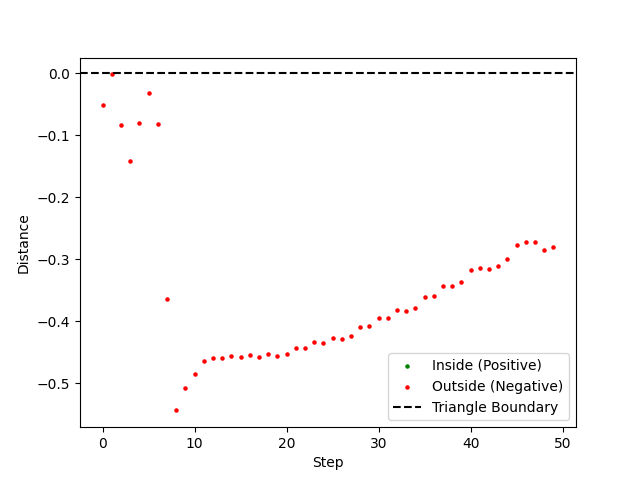 0.0
−0.1
−0.2
−0.3
−0.4
−0.5
Distance
Inside (Positive)
Outside (Negative)
Triangle Boundary
0 10 20 30 40 50
Step